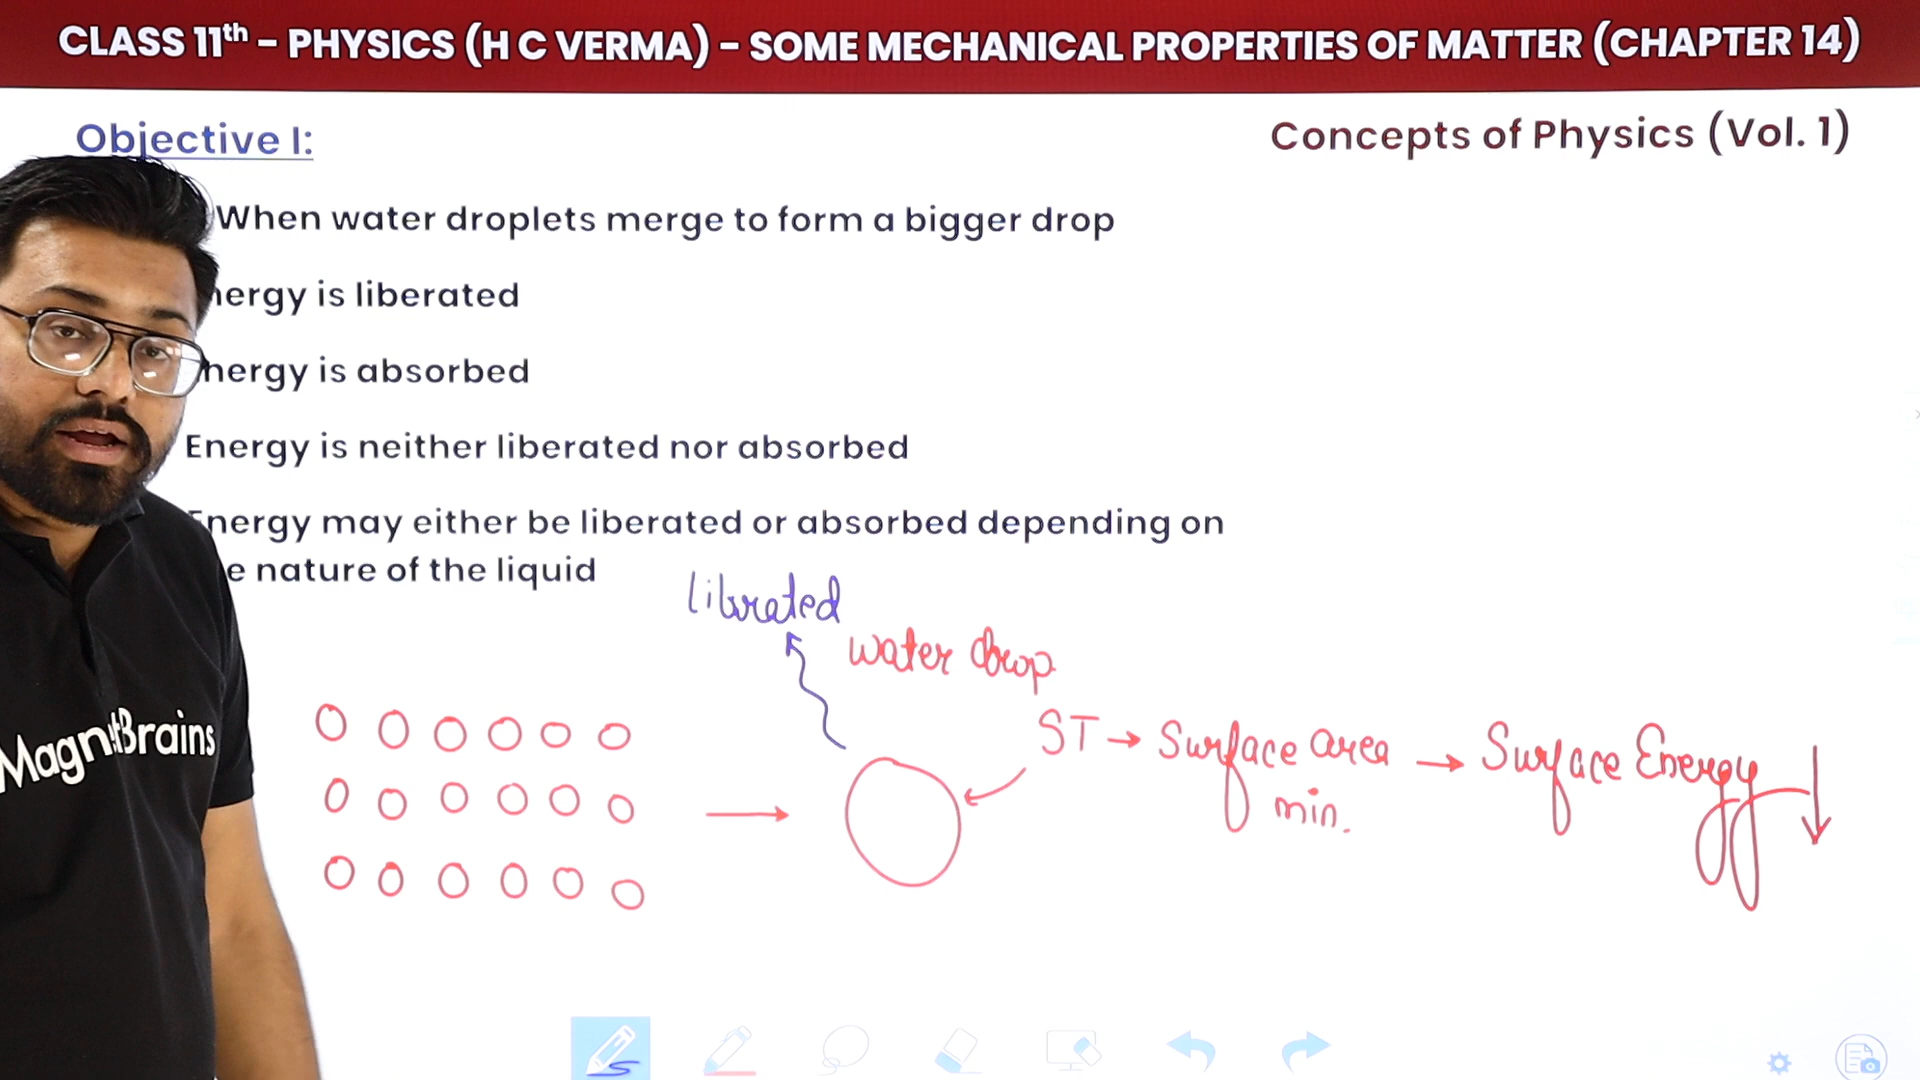 CLASS 11th - PHYSICS (H C VERMA) - SOME MECHANICAL PROPERTIES OF MATTER (CHAPTER 14)
Objective I:
Concepts of Physics (Vol. 1)
When water droplets merge to form a bigger drop
nergy is liberated
nergy is absorbed
Energy is neither liberated nor absorbed
Energy may either be liberated or absorbed depending on
e nature of the liquid
librated
water drop
ST → Surface area → Surface Energy ↓
min.
MagnetBrains